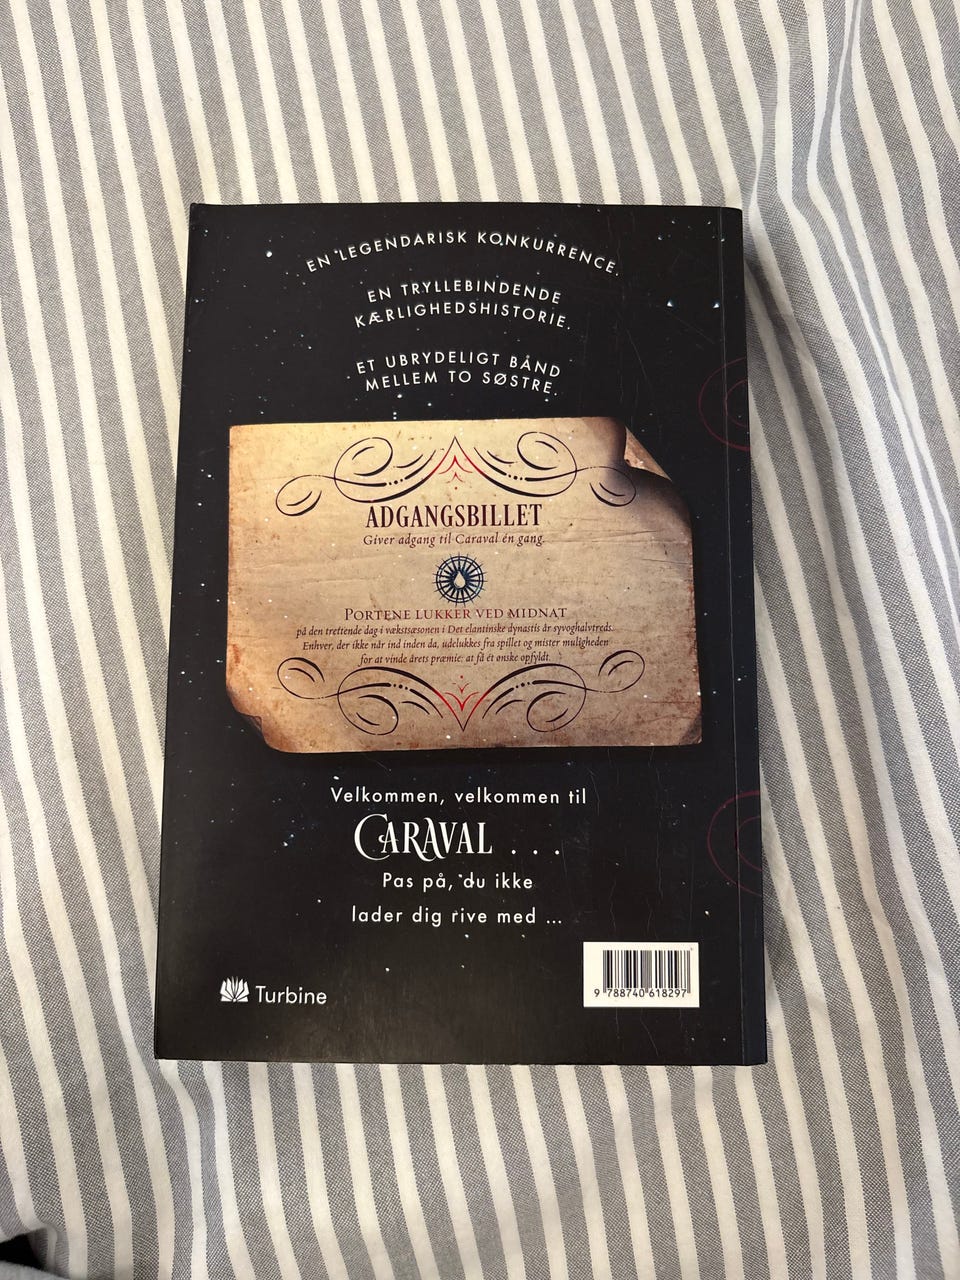 EN LEGENDARISK KONKURRENCE.
EN TRYLLEBINDENDE
KÆRLIGHEDSHISTORIE.
ET UBRYDELIGT BÅND
MELLEM TO SØSTRE.
ADGANGSBILLET
Giver adgang til Caraval én gang.
PORTENE LUKKER VED MIDNAT
på den trettende dag i vækstsæsonen i Det elantinske dynastis år syvoghalvtreds.
Enhver, der ikke når ind inden da, udelukkes fra spillet og mister muligheden
for at vinde årets præmie: at få ét ønske opfyldt.
Velkommen, velkommen til
CARAVAL ...
Pas på, du ikke
lader dig rive med ...
Turbine
9 788740 618297